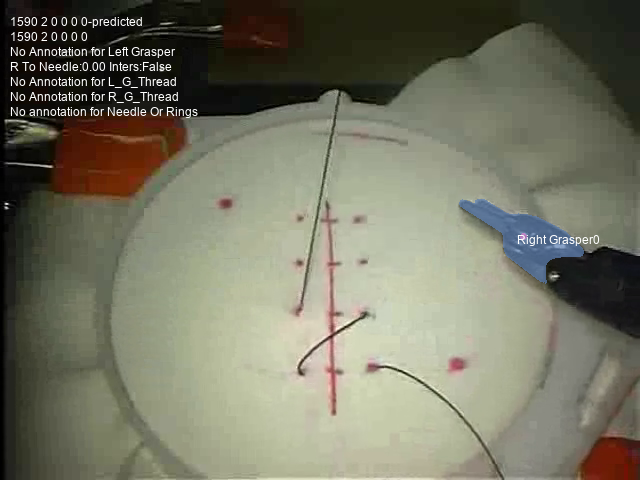 1590 2 0 0 0 0-predicted
1590 2 0 0 0 0
No Annotation for Left Grasper
R To Needle:0.00 Inters:False
No Annotation for L_G_Thread
No Annotation for R_G_Thread
No annotation for Needle Or Rings
Right Grasper0